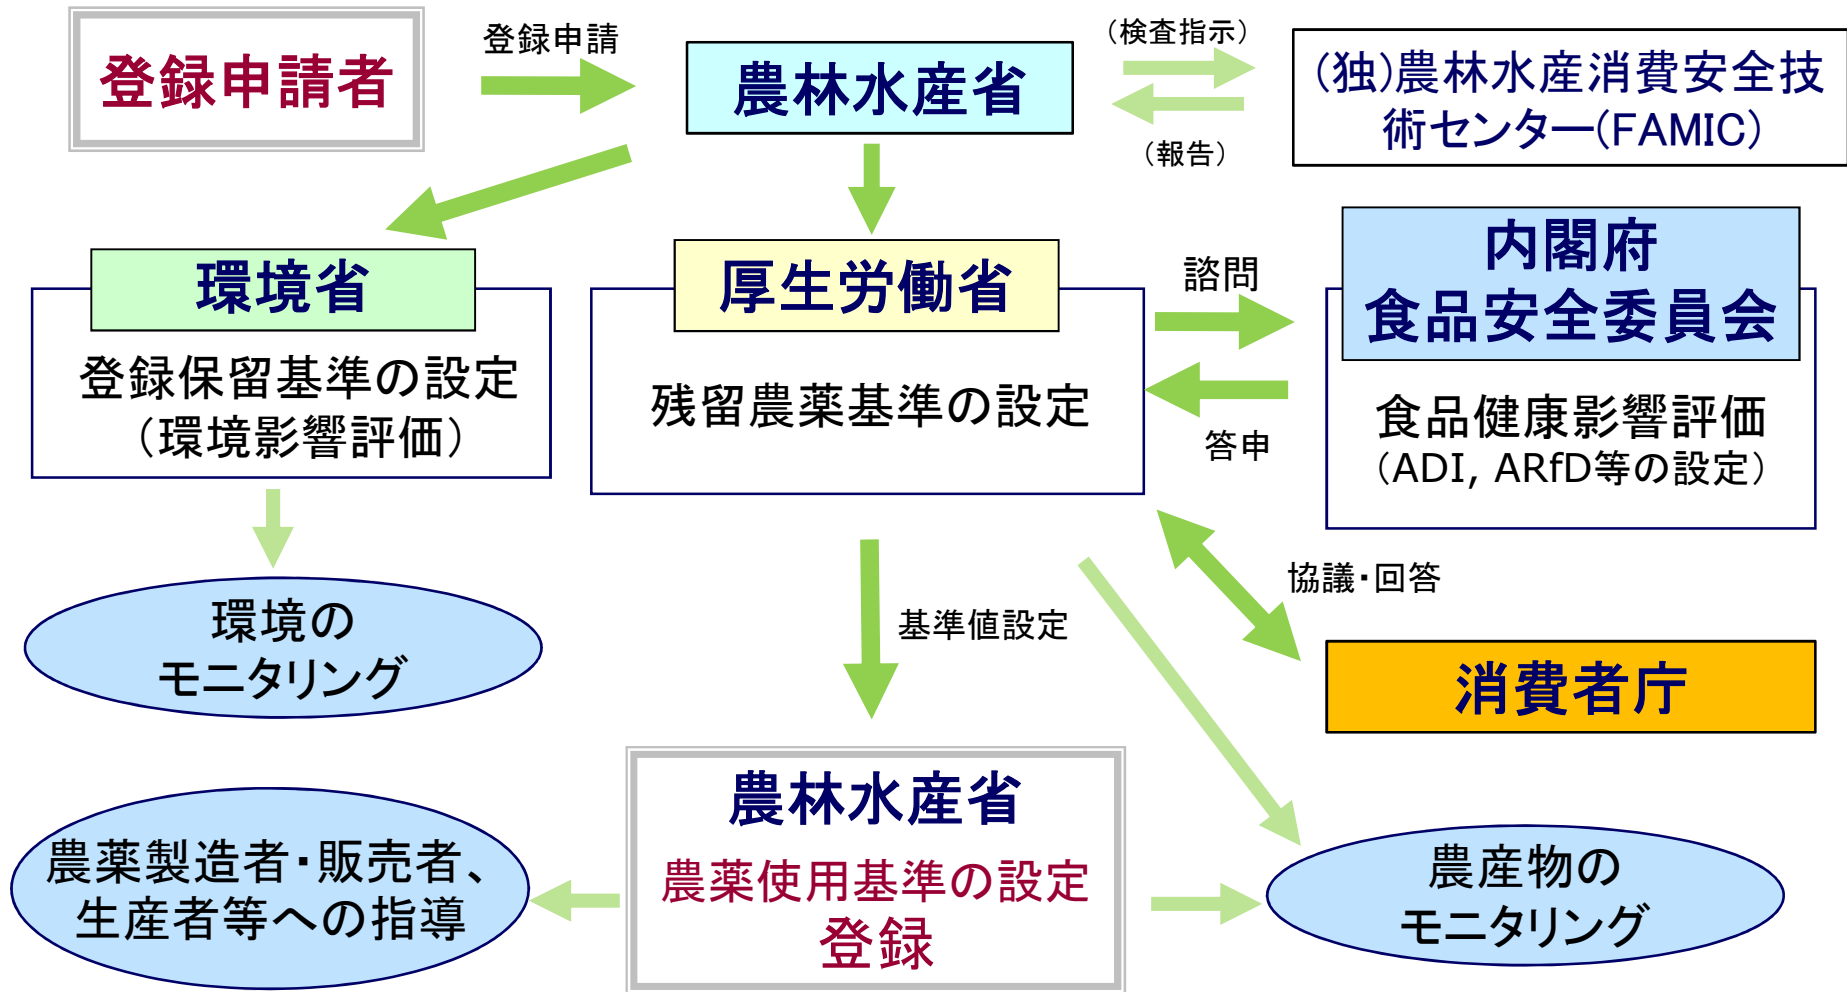 登録申請者
登録申請
農林水産省
（検査指示）
（報告）
(独)農林水産消費安全技
術センター(FAMIC)
環境省
登録保留基準の設定
（環境影響評価）
厚生労働省
残留農薬基準の設定
諮問
答申
内閣府
食品安全委員会
食品健康影響評価
（ADI, ARfD等の設定）
環境の
モニタリング
基準値設定
協議・回答
消費者庁
農薬製造者・販売者、
生産者等への指導
農林水産省
農薬使用基準の設定
登録
農産物の
モニタリング